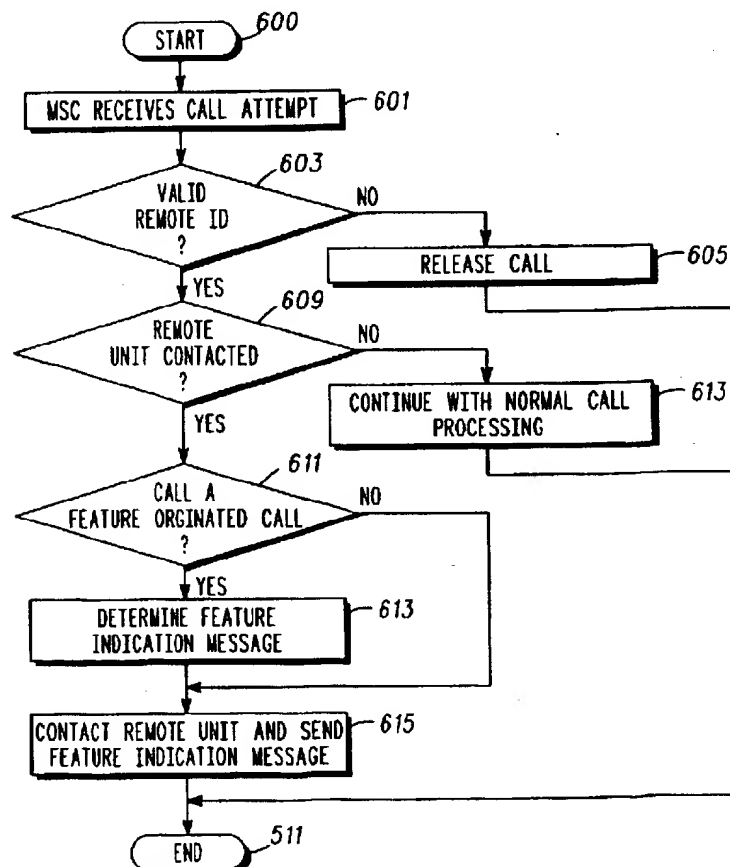 START
600
MSC RECEIVES CALL ATTEMPT
601
VALID
REMOTE ID
?
603
NO
YES
RELEASE CALL
605
REMOTE
UNIT CONTACTED
?
609
NO
YES
CONTINUE WITH NORMAL CALL
PROCESSING
613
CALL A
FEATURE ORGINATED CALL
?
611
NO
YES
DETERMINE FEATURE
INDICATION MESSAGE
613
CONTACT REMOTE UNIT AND SEND
FEATURE INDICATION MESSAGE
615
END
511